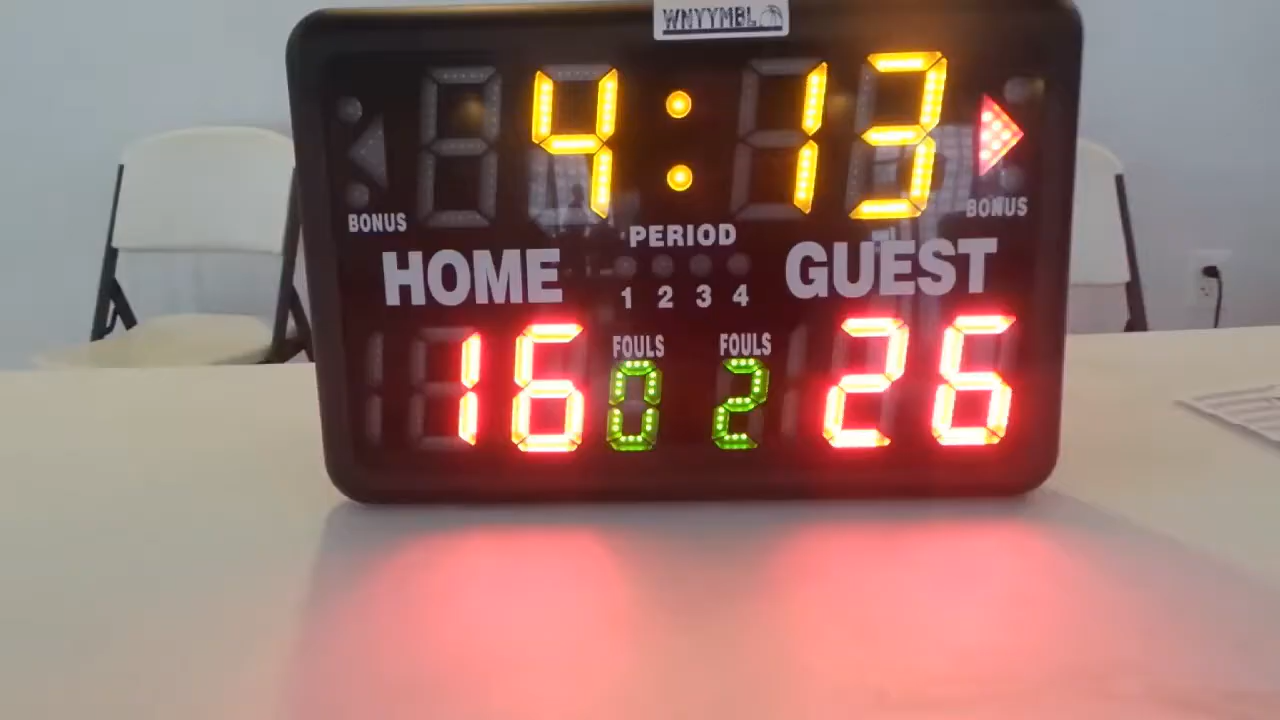 WNYYMBL
4:13
BONUS
PERIOD
BONUS
HOME
GUEST
1 2 3 4
FOULS
FOULS
16
0
2
26